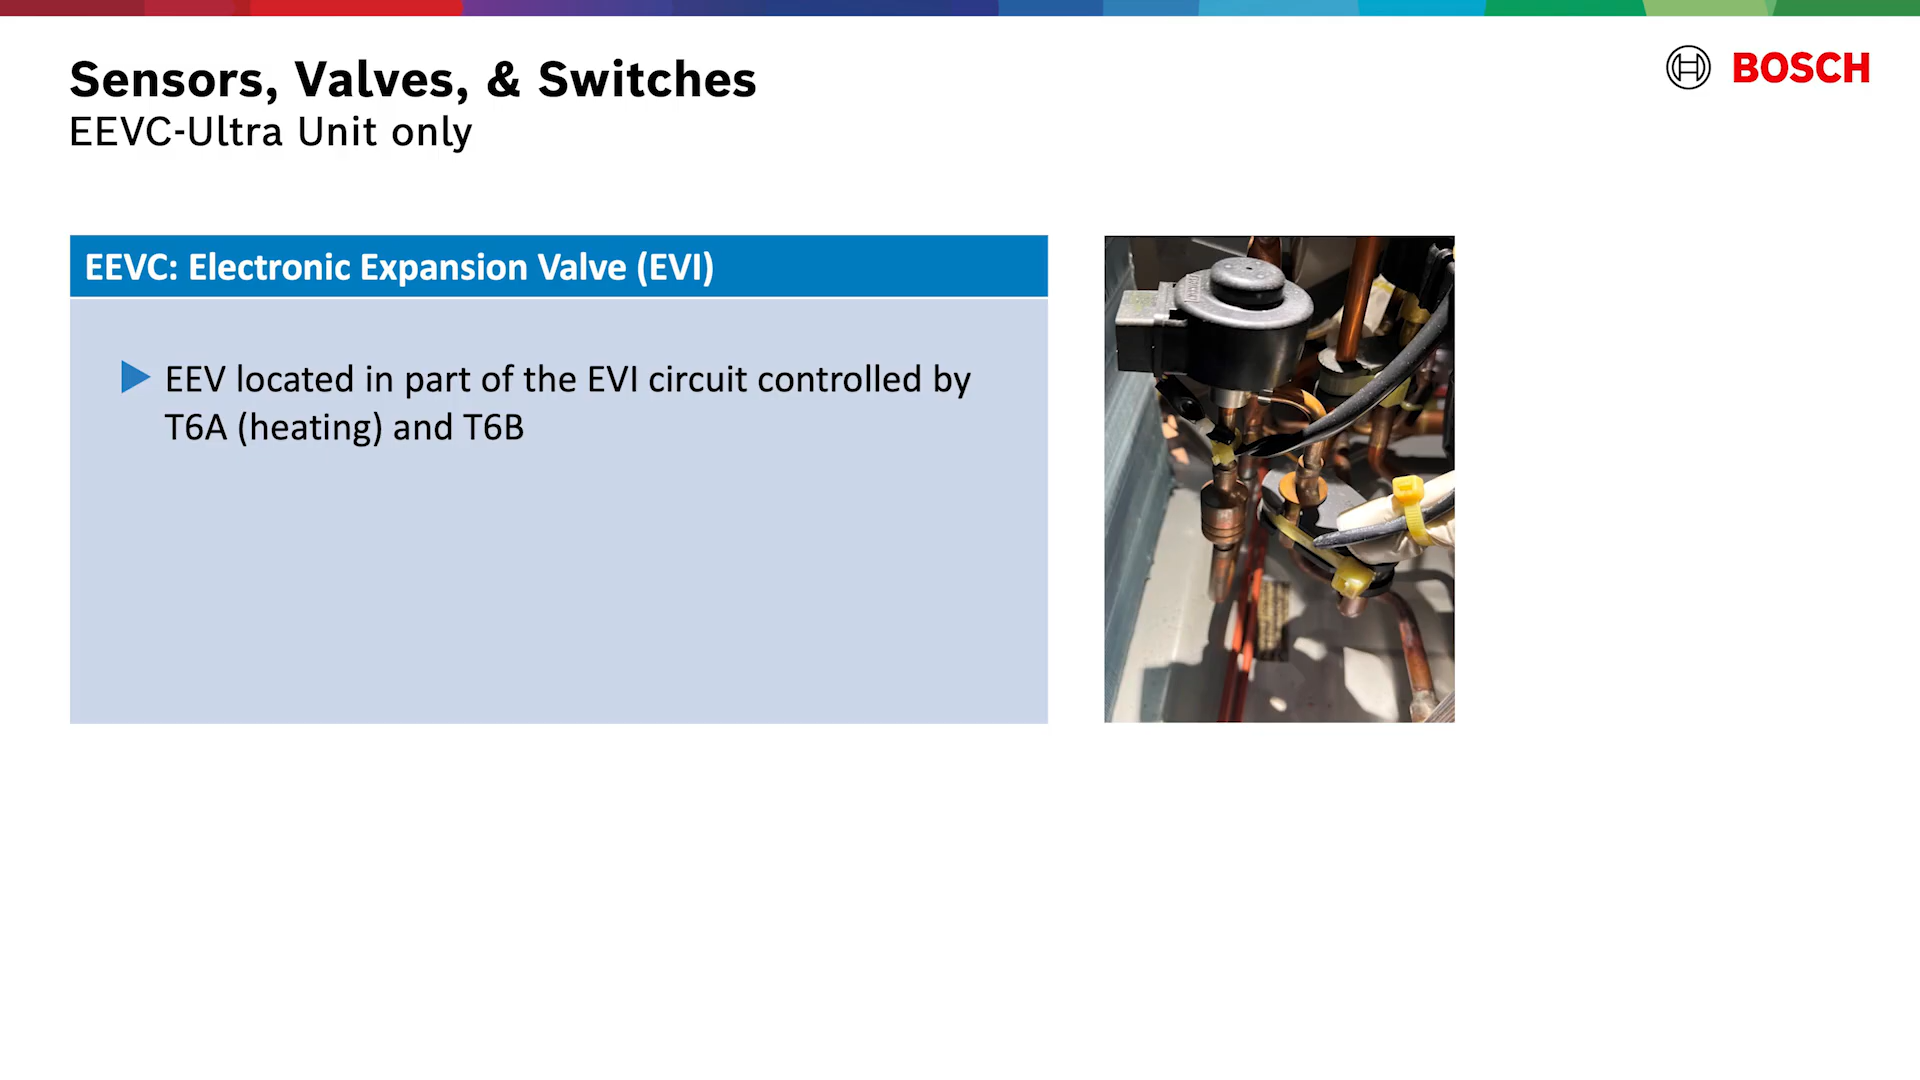 Sensors, Valves, & Switches
EEVC-Ultra Unit only
BOSCH
EEVC: Electronic Expansion Valve (EVI)
EEV located in part of the EVI circuit controlled by
T6A (heating) and T6B